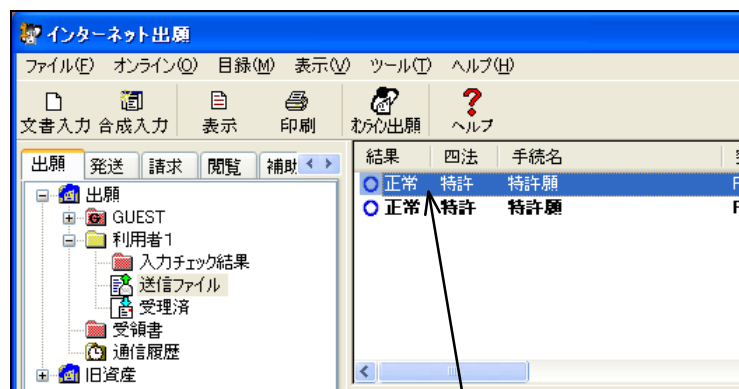 インターネット出願
ファイル(F) オンライン(O) 目録(M) 表示(V) ツール(T) ヘルプ(H)
文書入力 合成入力 表示 印刷 オンライン出願 ヘルプ
出願 発送 請求 閲覧 補助
出願
GUEST
利用者1
入力チェック結果
送信ファイル
受理済
受領書
通信履歴
旧資産
結果 四法 手続名
正常 特許 特許願
正常 特許 特許願